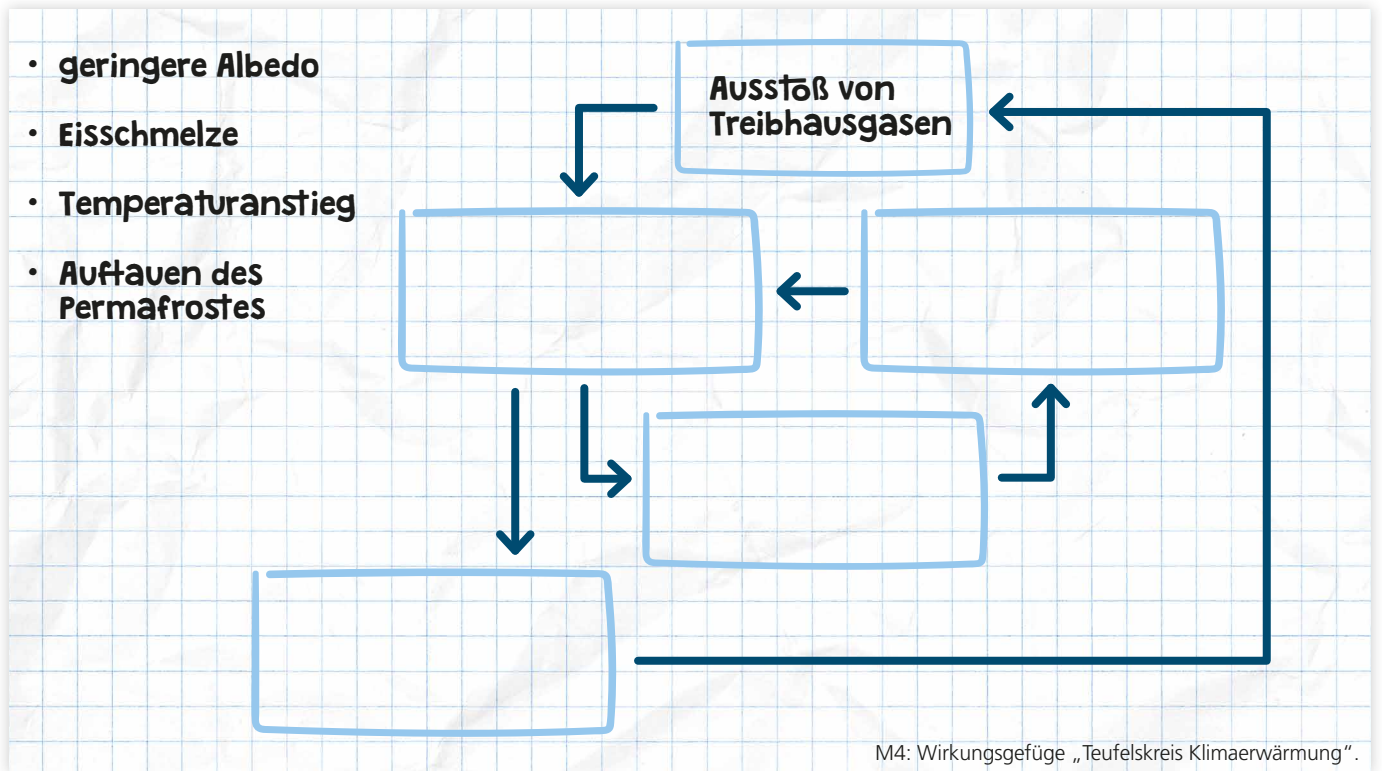 • geringere Albedo
• Eisschmelze
• Temperaturanstieg
• Auftauen des
Permafrostes
Ausstoß von
Treibhausgasen
M4: Wirkungsgefüge „Teufelskreis Klimaerwärmung“.